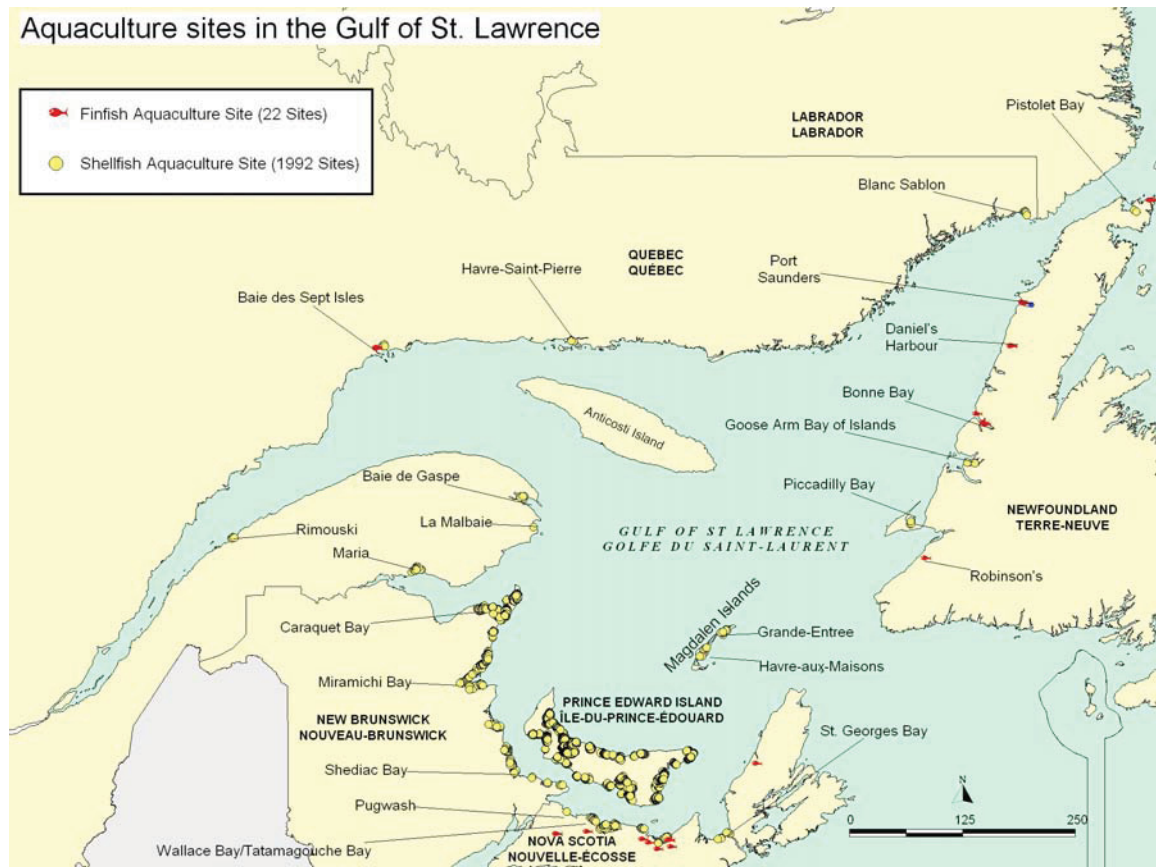 Aquaculture sites in the Gulf of St. Lawrence
Finfish Aquaculture Site (22 Sites)
Shellfish Aquaculture Site (1992 Sites)
LABRADOR
LABRADOR
Pistolet Bay
Blanc Sablon
QUEBEC
QUÉBEC
Port
Saunders
Havre-Saint-Pierre
Baie des Sept Isles
Daniel's
Harbour
Bonne Bay
Anticosti Island
Goose Arm Bay of Islands
Baie de Gaspe
Piccadilly Bay
NEWFOUNDLAND
TERRE-NEUVE
La Malbaie
GULF OF ST LAWRENCE
GOLFE DU SAINT-LAURENT
Rimouski
Maria
Robinson's
Magdalen Islands
Caraquet Bay
Grande-Entree
Havre-aux-Maisons
Miramichi Bay
PRINCE EDWARD ISLAND
ÎLE-DU-PRINCE-ÉDOUARD
NEW BRUNSWICK
NOUVEAU-BRUNSWICK
St. Georges Bay
Shediac Bay
N
Pugwash
0 125 250
Wallace Bay/Tatamagouche Bay
NOVA SCOTIA
NOUVELLE-ÉCOSSE